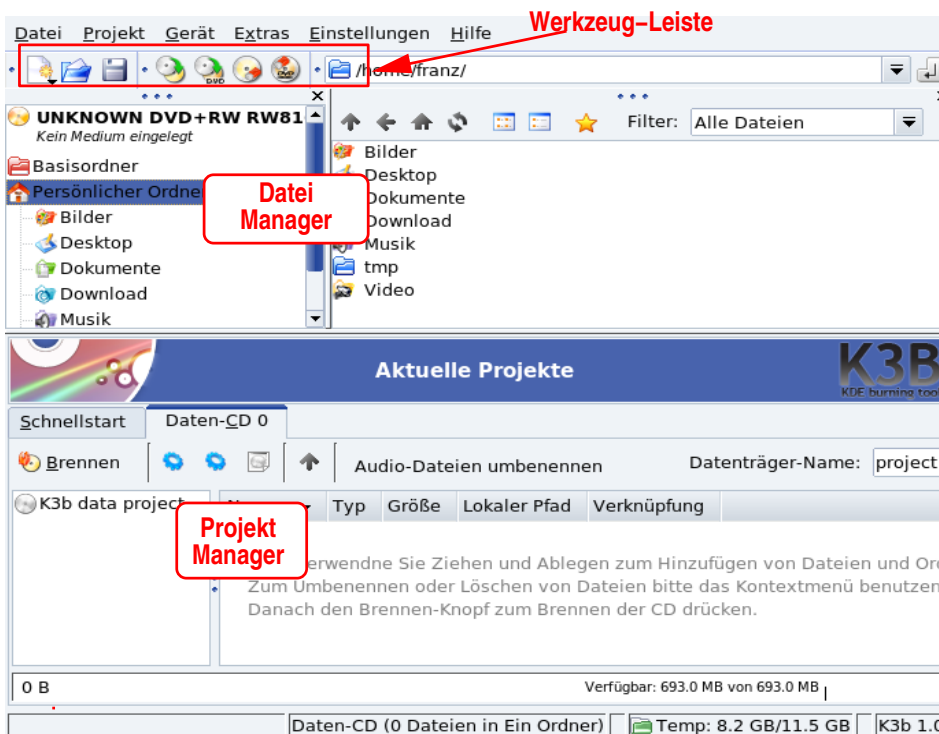 Werkzeug-Leiste
Datei Projekt Gerät Extras Einstellungen Hilfe
DVD DVD /home/franz/
UNKNOWN DVD+RW RW81
Kein Medium eingelegt
Filter: Alle Dateien
Basisordner
Persönlicher Ordne
Bilder
Desktop
Dokumente
Download
Musik
Datei
Manager
Bilder
Desktop
Dokumente
Download
Musik
tmp
Video
Aktuelle Projekte
K3B
KDE burning too
Schnellstart Daten-CD 0
Brennen Audio-Dateien umbenennen Datenträger-Name: project
K3b data project
Typ Größe Lokaler Pfad Verknüpfung
Projekt
Manager
erwendne Sie Ziehen und Ablegen zum Hinzufügen von Dateien und Or
Zum Umbenennen oder Löschen von Dateien bitte das Kontextmenü benutzen
Danach den Brennen-Knopf zum Brennen der CD drücken.
0 B Verfügbar: 693.0 MB von 693.0 MB
Daten-CD (0 Dateien in Ein Ordner) Temp: 8.2 GB/11.5 GB K3b 1.0